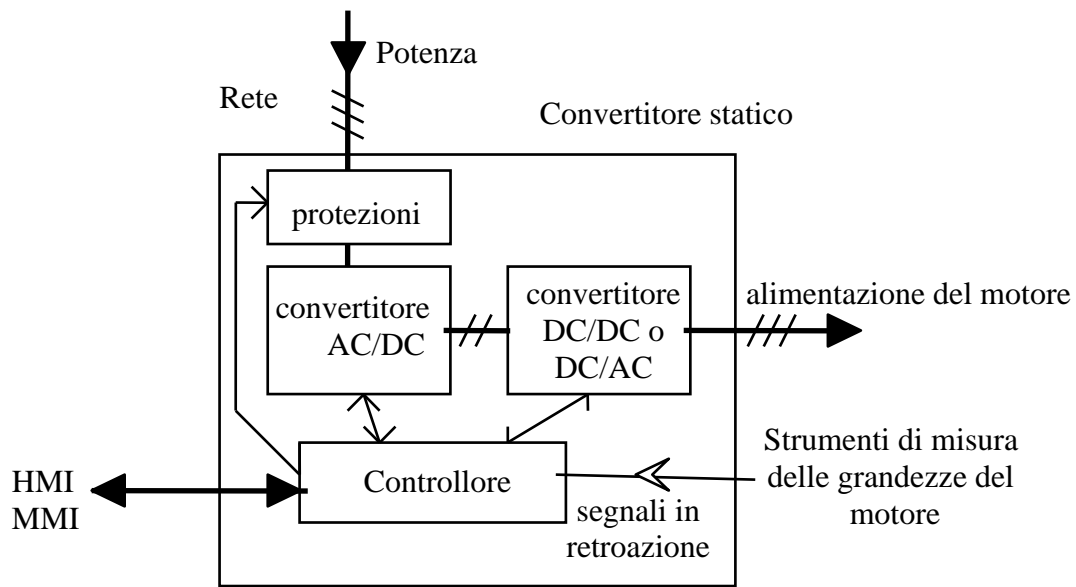 Potenza
Rete
Convertitore statico
protezioni
convertitore
AC/DC
convertitore
DC/DC o
DC/AC
alimentazione del motore
Controllore
HMI
MMI
segnali in
retroazione
Strumenti di misura
delle grandezze del
motore